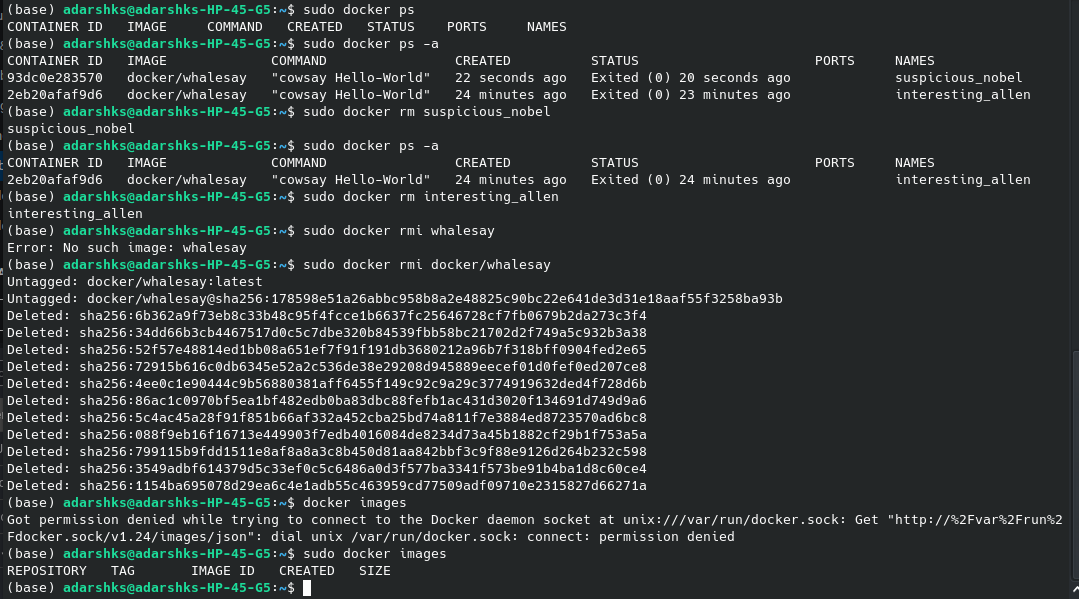 (base) adarshks@adarshks-HP-45-G5:~$ sudo docker ps
CONTAINER ID   IMAGE     COMMAND   CREATED   STATUS    PORTS     NAMES
(base) adarshks@adarshks-HP-45-G5:~$ sudo docker ps -a
CONTAINER ID   IMAGE             COMMAND                CREATED          STATUS                      PORTS     NAMES
93dc0e283570   docker/whalesay   "cowsay Hello-World"   22 seconds ago   Exited (0) 20 seconds ago             suspicious_nobel
2eb20afaf9d6   docker/whalesay   "cowsay Hello-World"   24 minutes ago   Exited (0) 23 minutes ago             interesting_allen
(base) adarshks@adarshks-HP-45-G5:~$ sudo docker rm suspicious_nobel
suspicious_nobel
(base) adarshks@adarshks-HP-45-G5:~$ sudo docker ps -a
CONTAINER ID   IMAGE             COMMAND                CREATED          STATUS                      PORTS     NAMES
2eb20afaf9d6   docker/whalesay   "cowsay Hello-World"   24 minutes ago   Exited (0) 24 minutes ago             interesting_allen
(base) adarshks@adarshks-HP-45-G5:~$ sudo docker rm interesting_allen
interesting_allen
(base) adarshks@adarshks-HP-45-G5:~$ sudo docker rmi whalesay
Error: No such image: whalesay
(base) adarshks@adarshks-HP-45-G5:~$ sudo docker rmi docker/whalesay
Untagged: docker/whalesay:latest
Untagged: docker/whalesay@sha256:178598e51a26abbc958b8a2e48825c90bc22e641de3d31e18aaf55f3258ba93b
Deleted: sha256:6b362a9f73eb8c33b48c95f4fcce1b6637fc25646728cf7fb0679b2da273c3f4
Deleted: sha256:34dd66b3cb4467517d0c5c7dbe320b84539fbb58bc21702d2f749a5c932b3a38
Deleted: sha256:52f57e48814ed1bb08a651ef7f91f191db3680212a96b7f318bff0904fed2e65
Deleted: sha256:72915b616c0db6345e52a2c536de38e29208d945889eecef01d0fef0ed207ce8
Deleted: sha256:4ee0c1e90444c9b56880381aff6455f149c92c9a29c3774919632ded4f728d6b
Deleted: sha256:86ac1c0970bf5ea1bf482edb0ba83dbc88fefb1ac431d3020f134691d749d9a6
Deleted: sha256:5c4ac45a28f91f851b66af332a452cba25bd74a811f7e3884ed8723570ad6bc8
Deleted: sha256:088f9eb16f16713e449903f7edb4016084de8234d73a45b1882cf29b1f753a5a
Deleted: sha256:799115b9fdd1511e8af8a8a3c8b450d81aa842bbf3c9f88e9126d264b232c598
Deleted: sha256:3549adbf614379d5c33ef0c5c6486a0d3f577ba3341f573be91b4ba1d8c60ce4
Deleted: sha256:1154ba695078d29ea6c4e1adb55c463959cd77509adf09710e2315827d66271a
(base) adarshks@adarshks-HP-45-G5:~$ docker images
Got permission denied while trying to connect to the Docker daemon socket at unix:///var/run/docker.sock: Get "http://%2Fvar%2Frun%2
Fdocker.sock/v1.24/images/json": dial unix /var/run/docker.sock: connect: permission denied
(base) adarshks@adarshks-HP-45-G5:~$ sudo docker images
REPOSITORY   TAG       IMAGE ID   CREATED   SIZE
(base) adarshks@adarshks-HP-45-G5:~$